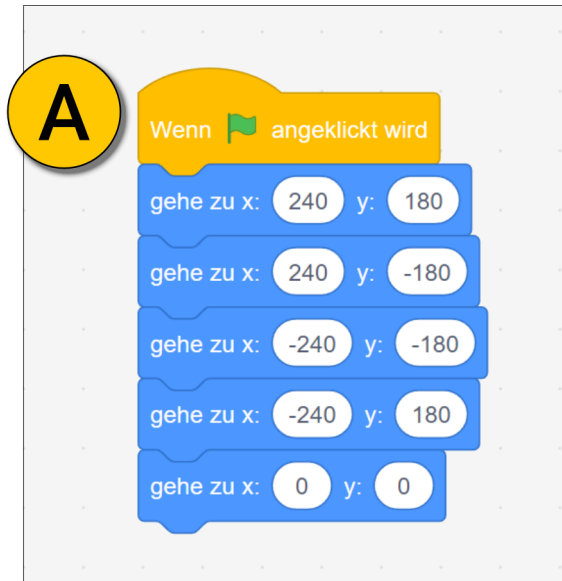 A
Wenn angeklickt wird
gehe zu x: 240 y: 180
gehe zu x: 240 y: -180
gehe zu x: -240 y: -180
gehe zu x: -240 y: 180
gehe zu x: 0 y: 0